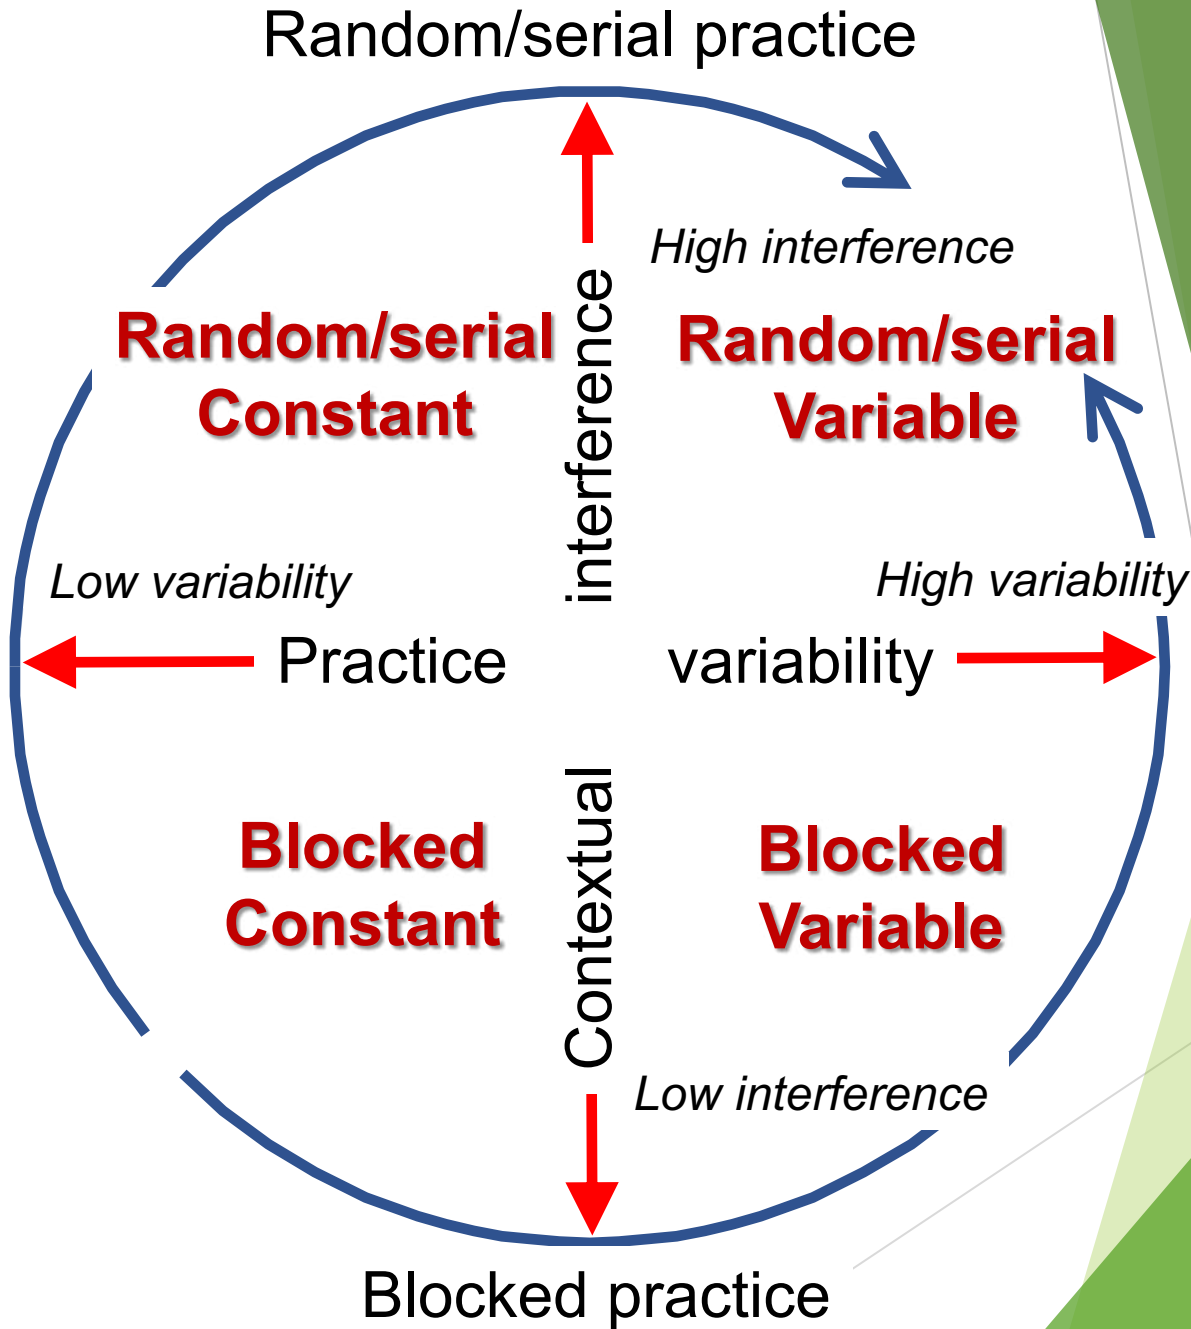 Random/serial practice
High interference
Random/serial
Constant
Random/serial
Variable
interference
Low variability
High variability
Practice
variability
Contextual
Blocked
Constant
Blocked
Variable
Low interference
Blocked practice